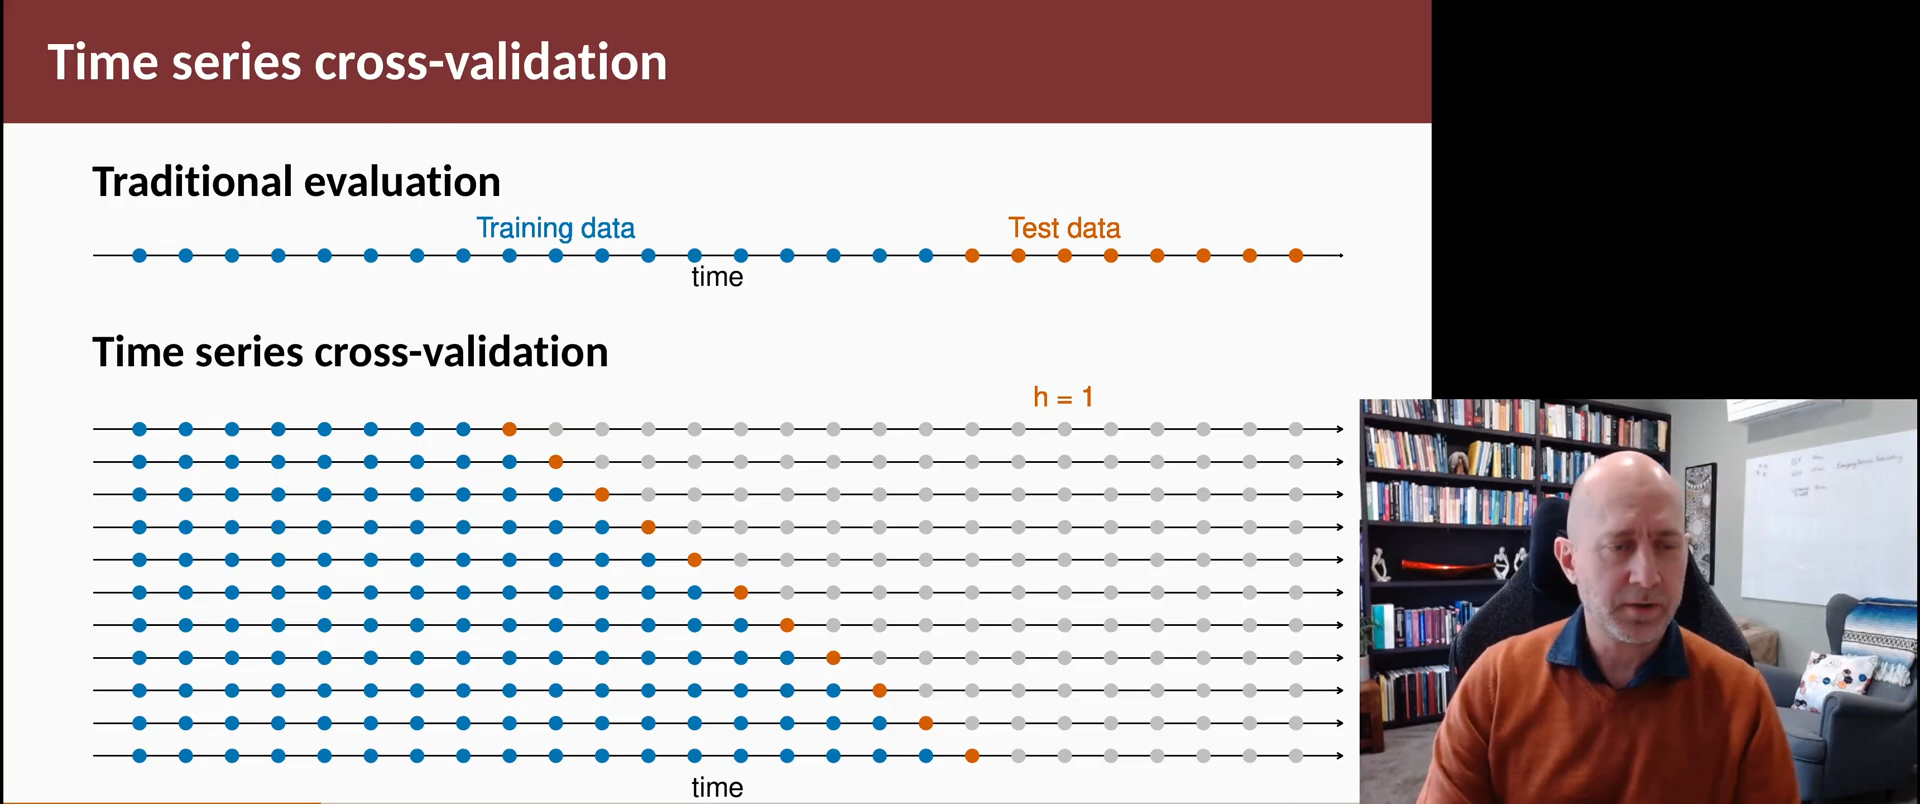 Time series cross-validation
Traditional evaluation
Training data
Test data
time
Time series cross-validation
h = 1
time